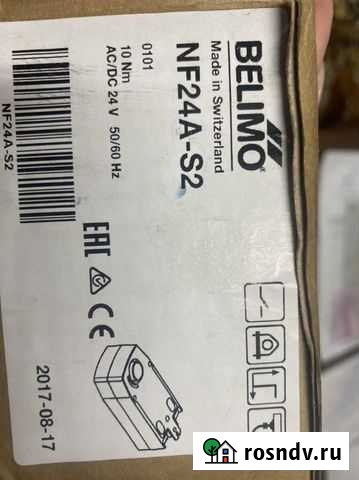 BELIMO
Made in Switzerland
NF24A-S2
0101
10 Nm
AC/DC 24 V 50/60 Hz
NF24A-S2
EAC
CE
2017-08-17
rosndv.ru